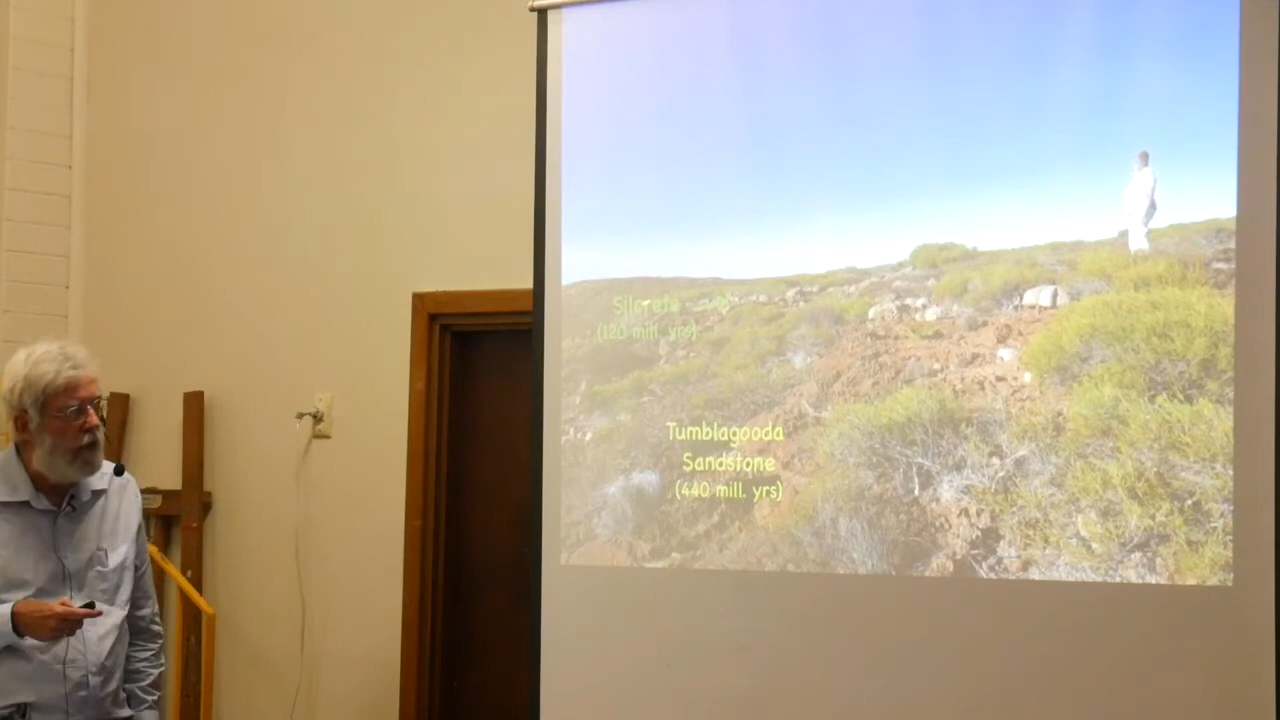 Silcrete
(120 mill. yrs)
Tumblagooda
Sandstone
(440 mill. yrs)